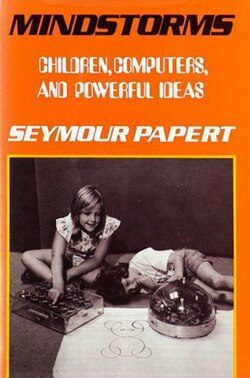 MINDSTORMS
CHILDREN, COMPUTERS,
AND POWERFUL IDEAS
SEYMOUR PAPERT